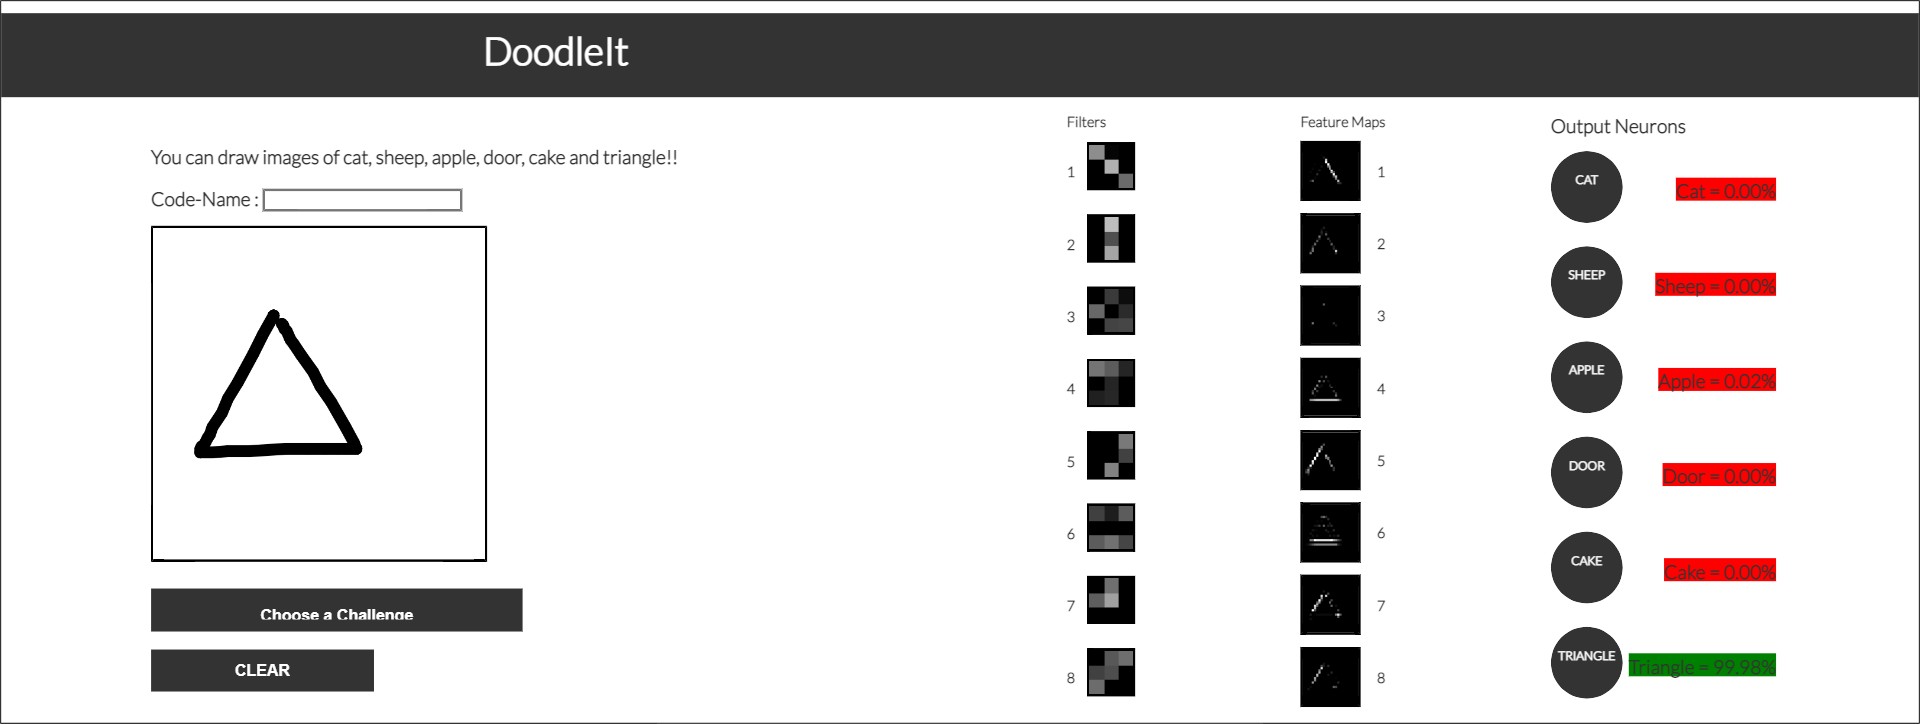 DoodleIt
You can draw images of cat, sheep, apple, door, cake and triangle!!
Code-Name :
Choose a Challenge
CLEAR
Filters
1
2
3
4
5
6
7
8
Feature Maps
1
2
3
4
5
6
7
8
Output Neurons
CAT
Cat = 0.00%
SHEEP
Sheep = 0.00%
APPLE
Apple = 0.02%
DOOR
Door = 0.00%
CAKE
Cake = 0.00%
TRIANGLE
Triangle = 99.98%